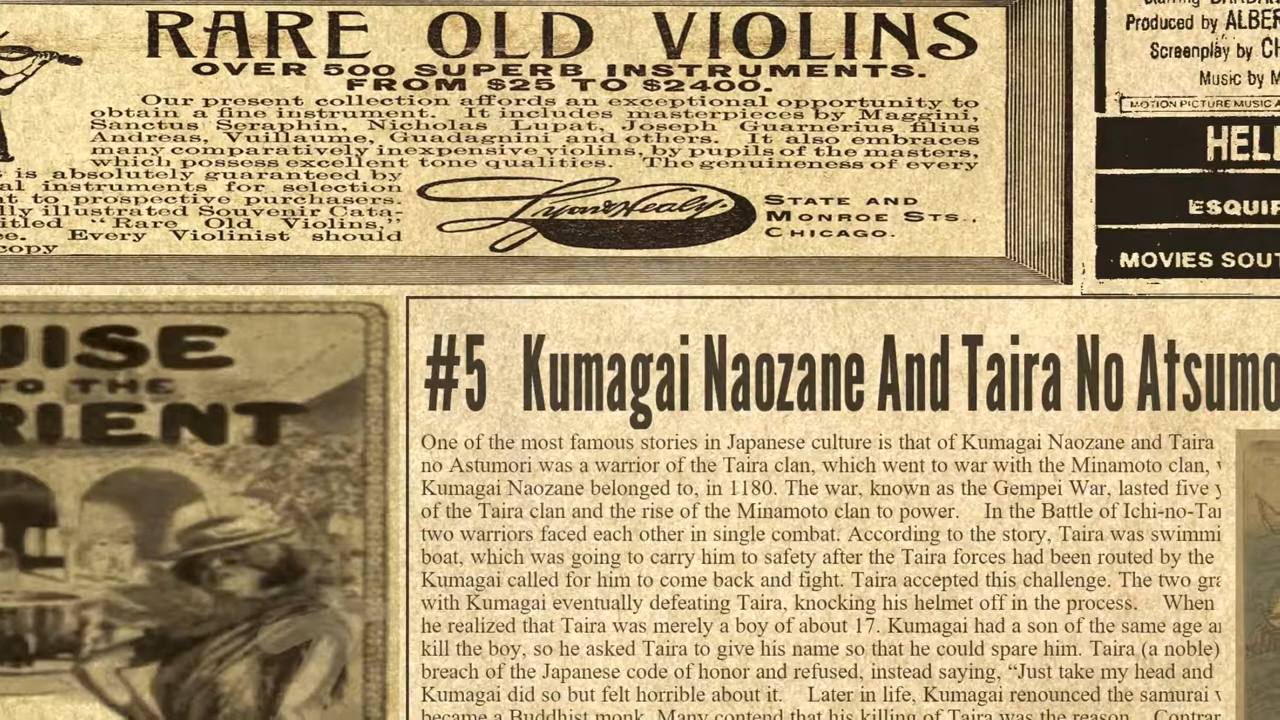 RARE OLD VIOLINS
OVER 500 SUPERB INSTRUMENTS.
FROM $25 TO $2400.
Our present collection affords an exceptional opportunity to
obtain a fine instrument. It includes masterpieces by Maggini,
Sanctus Seraphin, Nicholas Lupat, Joseph Guarnerius filius
Andreas, Vuillaume, Guadagnini and others. It also embraces
many comparatively inexpensive violins, by pupils of the masters,
which possess excellent tone qualities. The genuineness of every
is absolutely guaranteed by
al instruments for selection
nt to prospective purchasers.
lly illustrated Souvenir Cata-
itled "Rare Old Violins,"
ee. Every Violinist should
copy
Lyon & Healy.
STATE AND
MONROE STS.,
CHICAGO.
Produced by ALBER
Screenplay by CH
Music by M
MOTION PICTURE MUSIC A
HELL
ESQUIR
MOVIES SOUT
UISE
TO THE
RIENT
#5 Kumagai Naozane And Taira No Atsumo
One of the most famous stories in Japanese culture is that of Kumagai Naozane and Taira
no Astumori was a warrior of the Taira clan, which went to war with the Minamoto clan,
Kumagai Naozane belonged to, in 1180. The war, known as the Gempei War, lasted five y
of the Taira clan and the rise of the Minamoto clan to power. In the Battle of Ichi-no-Ta
two warriors faced each other in single combat. According to the story, Taira was swimmi
boat, which was going to carry him to safety after the Taira forces had been routed by the
Kumagai called for him to come back and fight. Taira accepted this challenge. The two gra
with Kumagai eventually defeating Taira, knocking his helmet off in the process. When
he realized that Taira was merely a boy of about 17. Kumagai had a son of the same age a
kill the boy, so he asked Taira to give his name so that he could spare him. Taira (a noble)
breach of the Japanese code of honor and refused, instead saying, “Just take my head and
Kumagai did so but felt horrible about it. Later in life, Kumagai renounced the samurai
became a Buddhist monk. Many contend that his killing of Taira was the reason. Contrar